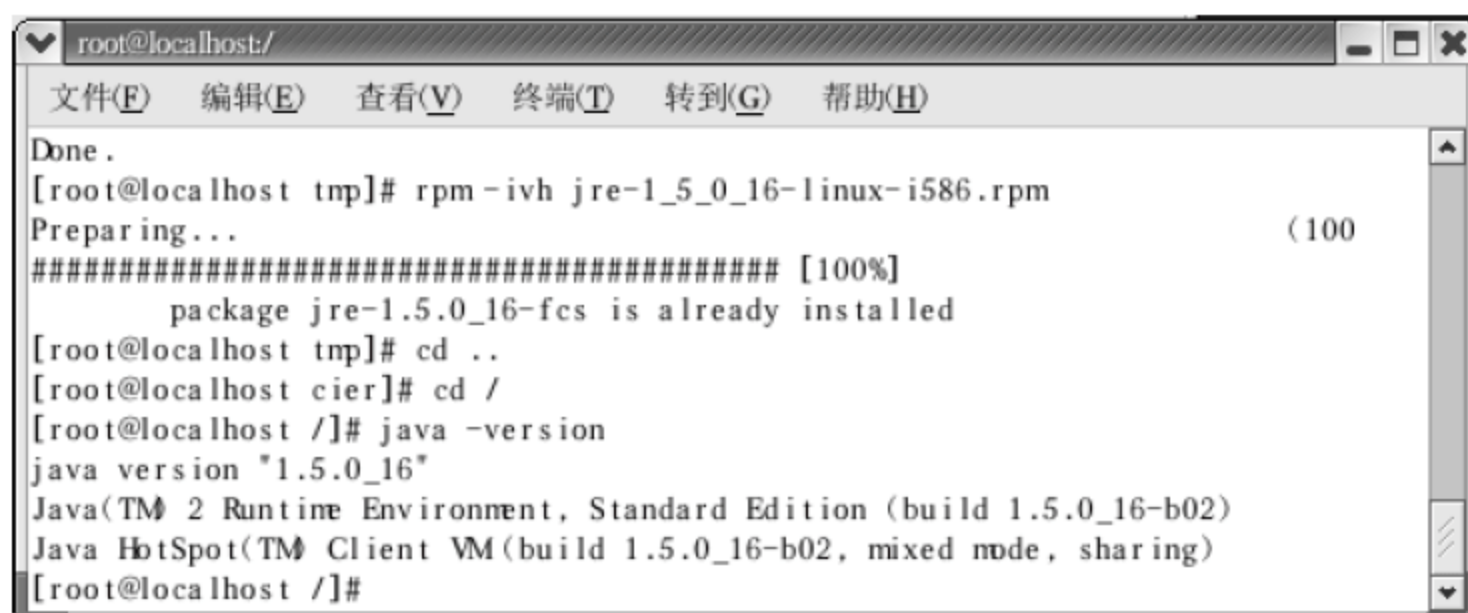 root@localhost:/
文件(F) 编辑(E) 查看(V) 终端(T) 转到(G) 帮助(H)
Done.
[root@localhost tmp]# rpm -ivh jre-1_5_0_16-linux-i586.rpm
Preparing... (100
########################################### [100%]
package jre-1.5.0_16-fcs is already installed
[root@localhost tmp]# cd ..
[root@localhost cier]# cd /
[root@localhost /]# java -version
java version "1.5.0_16"
Java(TM) 2 Runtime Environment, Standard Edition (build 1.5.0_16-b02)
Java HotSpot(TM) Client VM(build 1.5.0_16-b02, mixed mode, sharing)
[root@localhost /]#